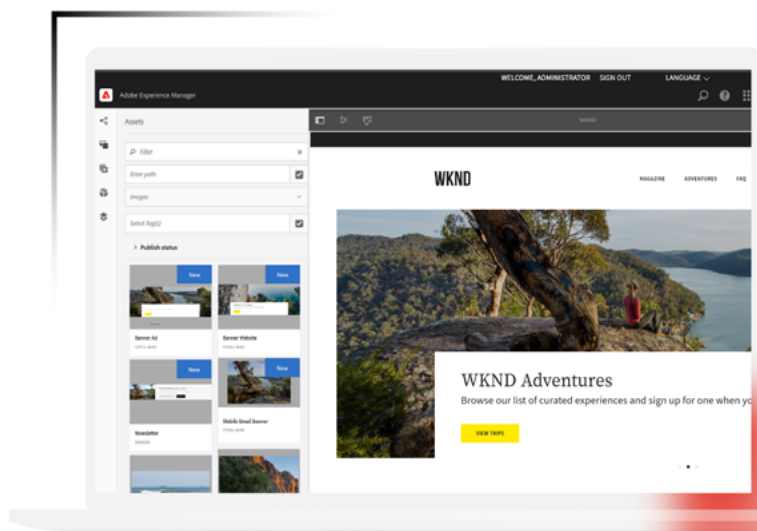 WELCOME, ADMINISTRATOR SIGN OUT LANGUAGE
Adobe Experience Manager
Assets
WKND
Filter
Enter path
Images
Select Tag(s)
Publish status
WKND
MAGAZINE ADVENTURES FAQ
New New
Banner Ad Banner Website
New New
Newsletter Mobile Email Banner
WKND Adventures
Browse our list of curated experiences and sign up for one when
VIEW TRIPS